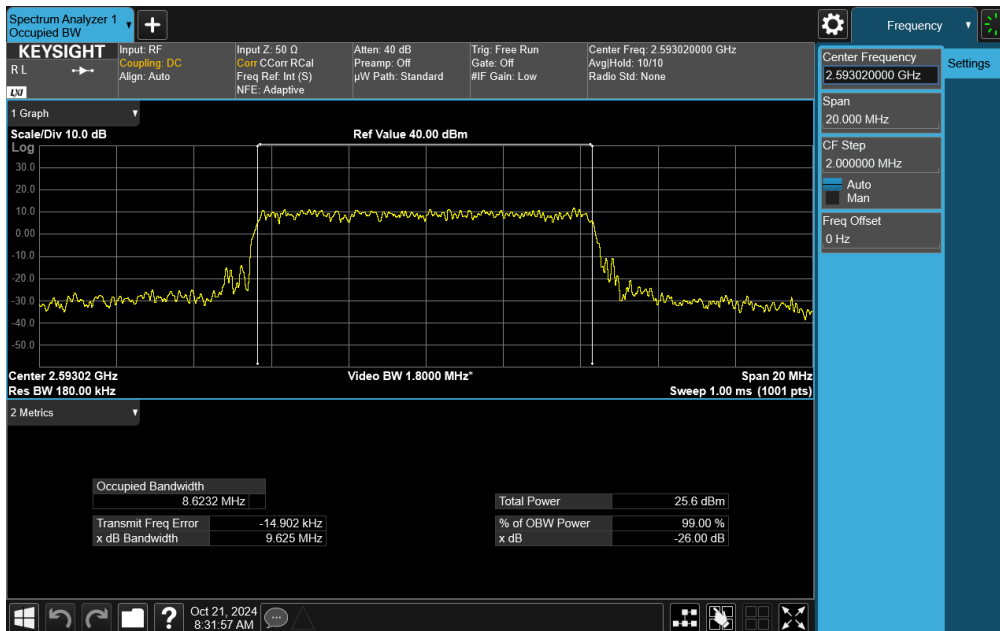 Spectrum Analyzer 1
Occupied BW
Frequency
KEYSIGHT
R L
LXI
Input: RF
Coupling: DC
Align: Auto
Input Z: 50 Ω
Corr CCorr RCal
Freq Ref: Int (S)
NFE: Adaptive
Atten: 40 dB
Preamp: Off
µW Path: Standard
Trig: Free Run
Gate: Off
#IF Gain: Low
Center Freq: 2.593020000 GHz
Avg|Hold: 10/10
Radio Std: None
Center Frequency
2.593020000 GHz
Settings
Span
20.000 MHz
CF Step
2.000000 MHz
Auto
Man
Freq Offset
0 Hz
1 Graph
Scale/Div 10.0 dB
Ref Value 40.00 dBm
Log
30.0
20.0
10.0
0.00
-10.0
-20.0
-30.0
-40.0
-50.0
Center 2.59302 GHz
Video BW 1.8000 MHz*
Span 20 MHz
Res BW 180.00 kHz
Sweep 1.00 ms (1001 pts)
2 Metrics
Occupied Bandwidth
8.6232 MHz
Total Power 25.6 dBm
Transmit Freq Error -14.902 kHz
% of OBW Power 99.00 %
x dB Bandwidth 9.625 MHz
x dB -26.00 dB
?
Oct 21, 2024
8:31:57 AM